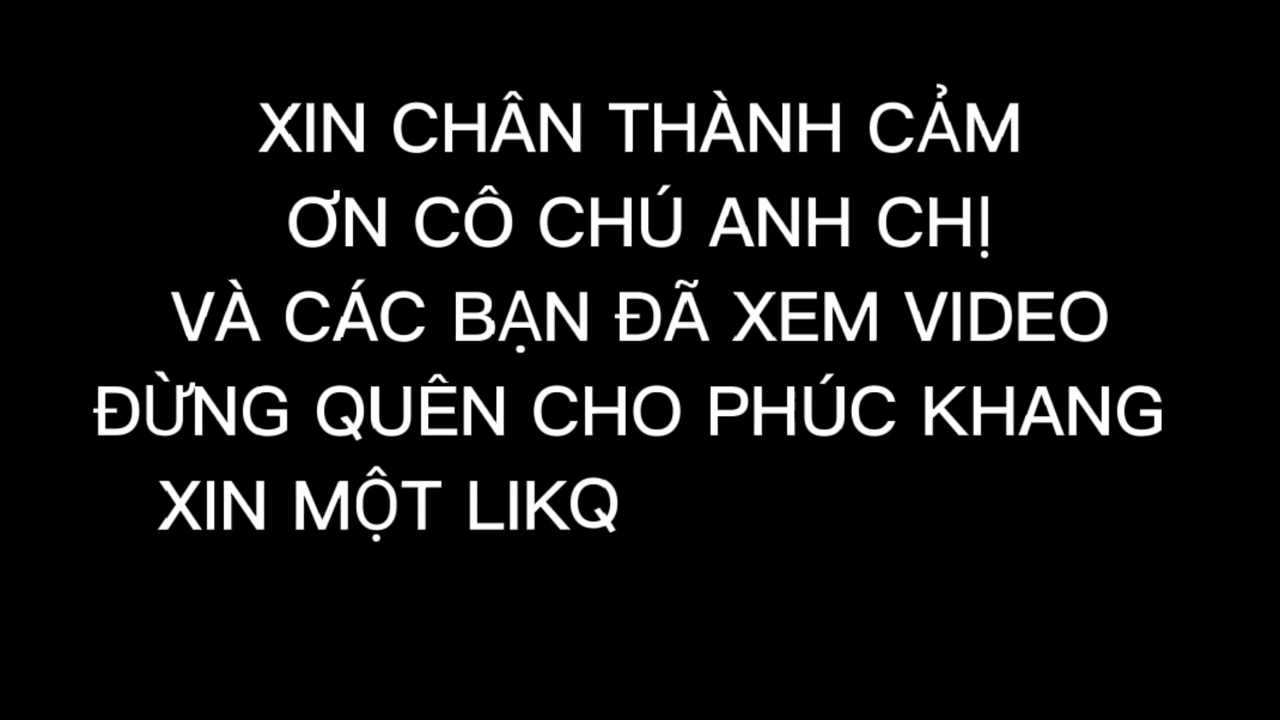 XIN CHÂN THÀNH CẢM
ƠN CÔ CHÚ ANH CHỊ
VÀ CÁC BẠN ĐÃ XEM VIDEO
ĐỪNG QUÊN CHO PHÚC KHANG
XIN MỘT LIKQ